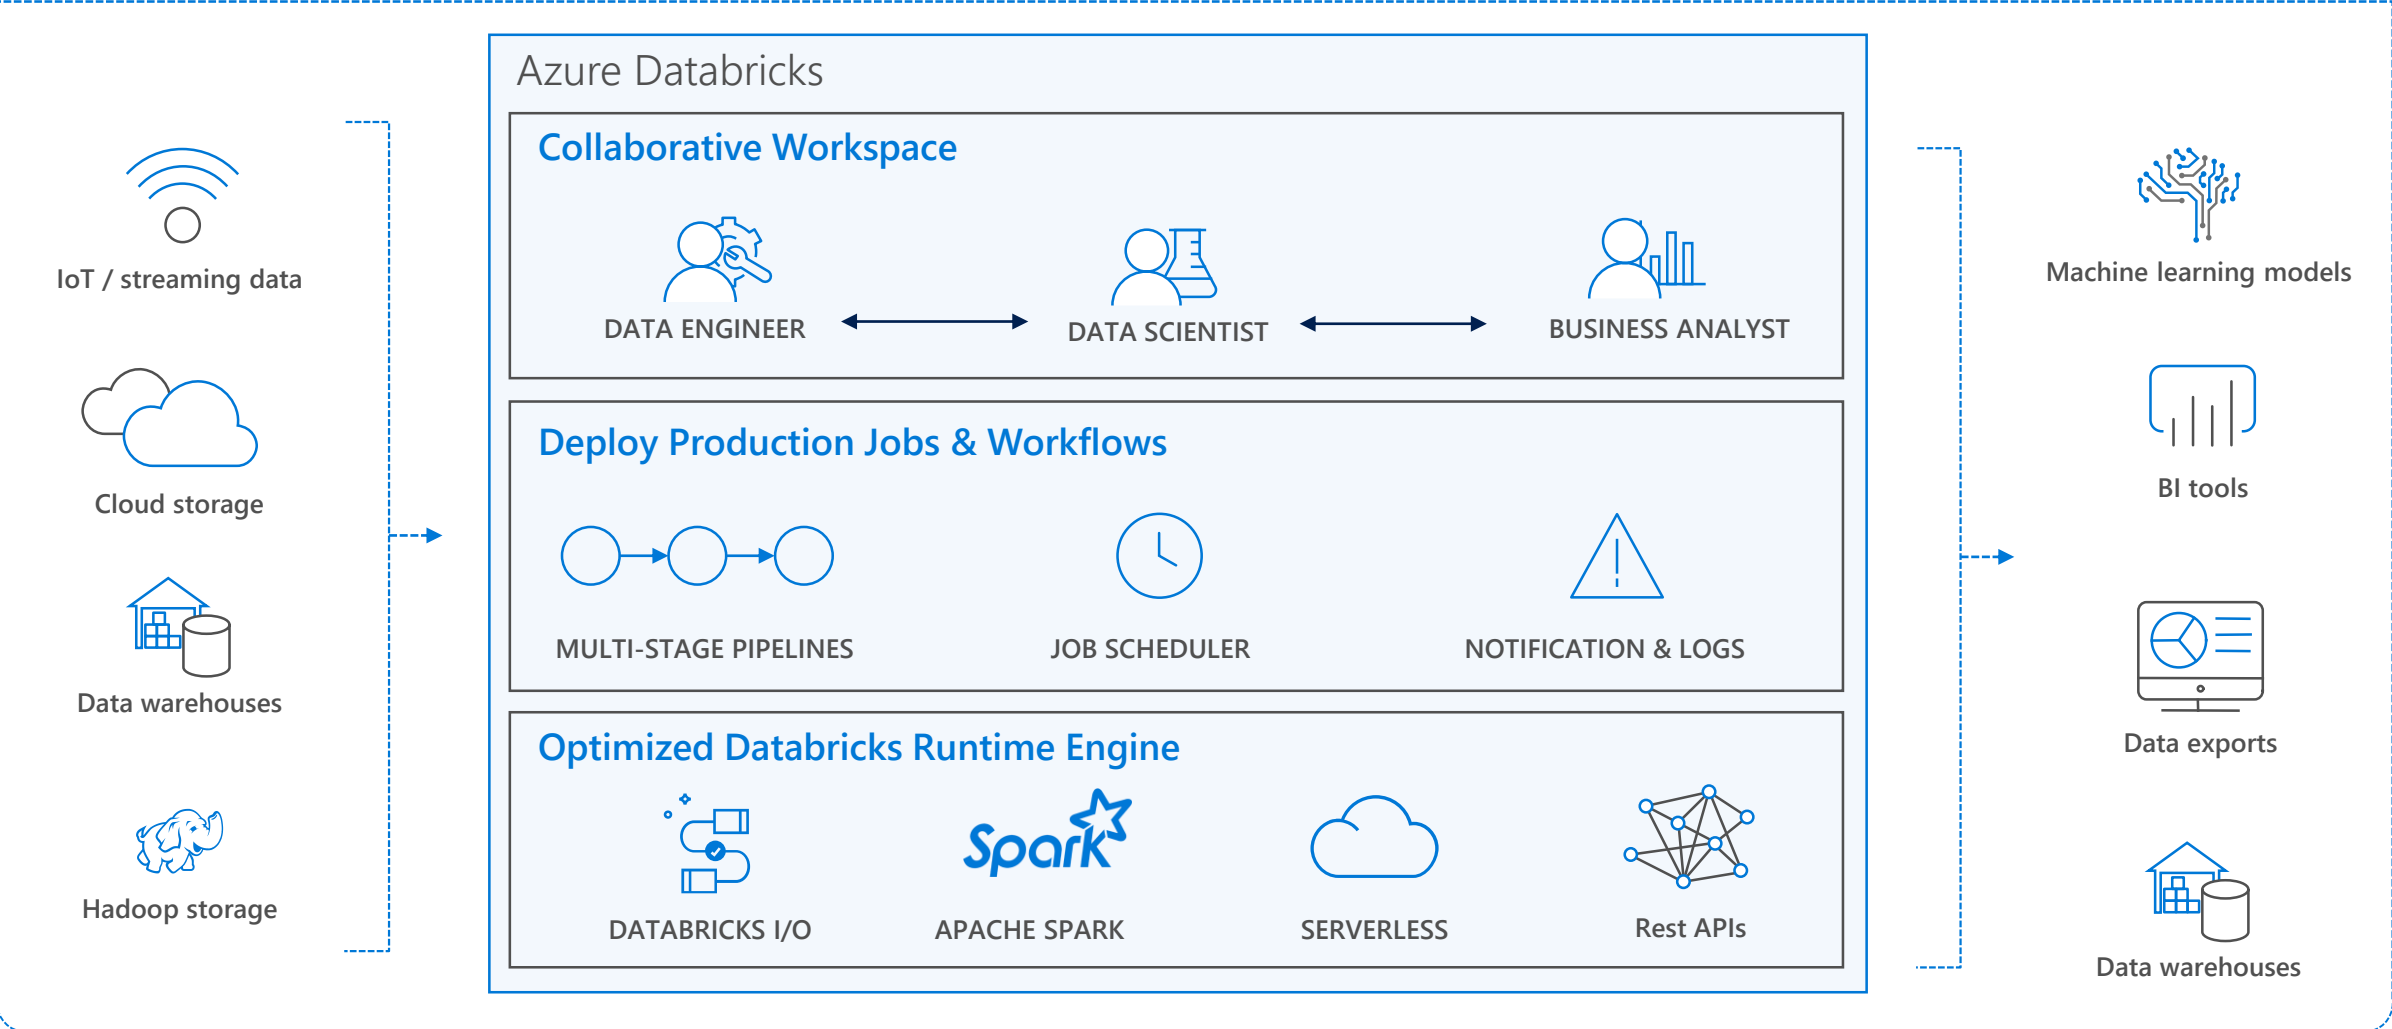 Azure Databricks
IoT / streaming data
Cloud storage
Data warehouses
Hadoop storage
Collaborative Workspace
DATA ENGINEER
DATA SCIENTIST
BUSINESS ANALYST
Deploy Production Jobs & Workflows
MULTI-STAGE PIPELINES
JOB SCHEDULER
NOTIFICATION & LOGS
Optimized Databricks Runtime Engine
Spark
DATABRICKS I/O
APACHE SPARK
SERVERLESS
Rest APIs
Machine learning models
BI tools
Data exports
Data warehouses